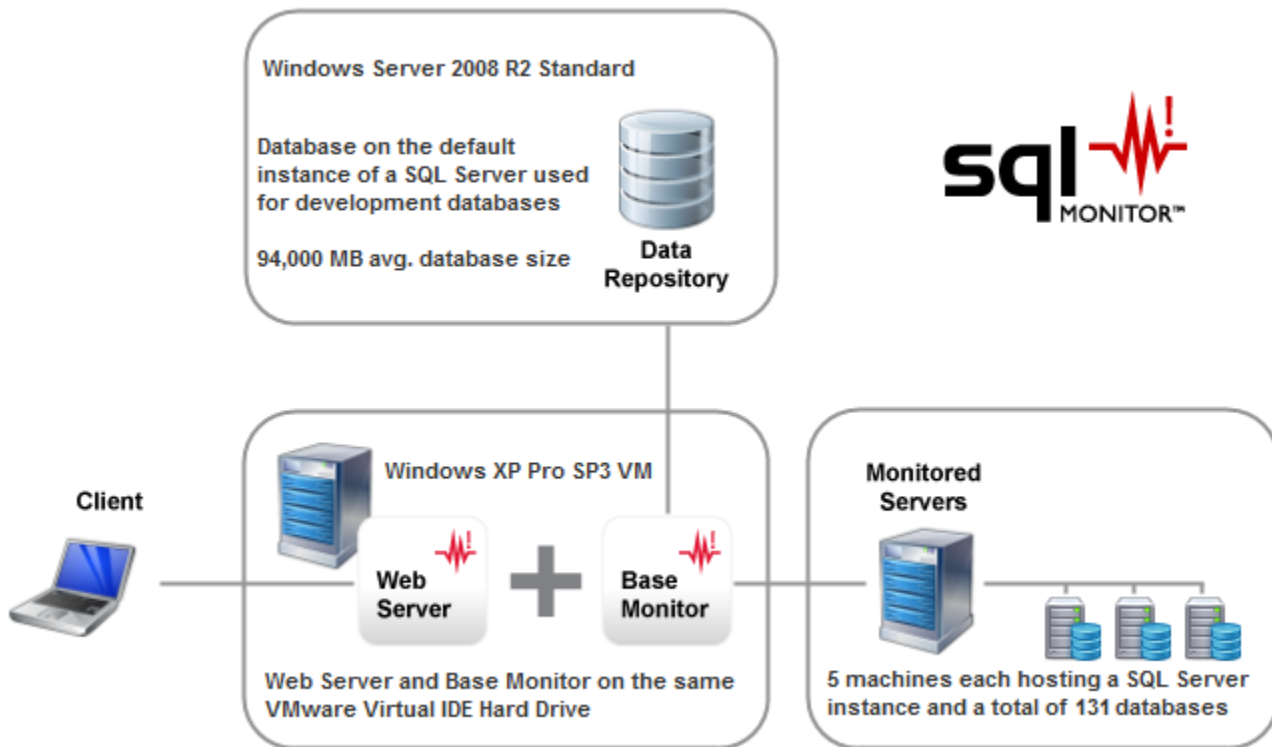 Windows Server 2008 R2 Standard
Database on the default
instance of a SQL Server used
for development databases
94,000 MB avg. database size
Data
Repository
sql
MONITOR™
Client
Windows XP Pro SP3 VM
Web
Server
Base
Monitor
Web Server and Base Monitor on the same
VMware Virtual IDE Hard Drive
Monitored
Servers
5 machines each hosting a SQL Server
instance and a total of 131 databases